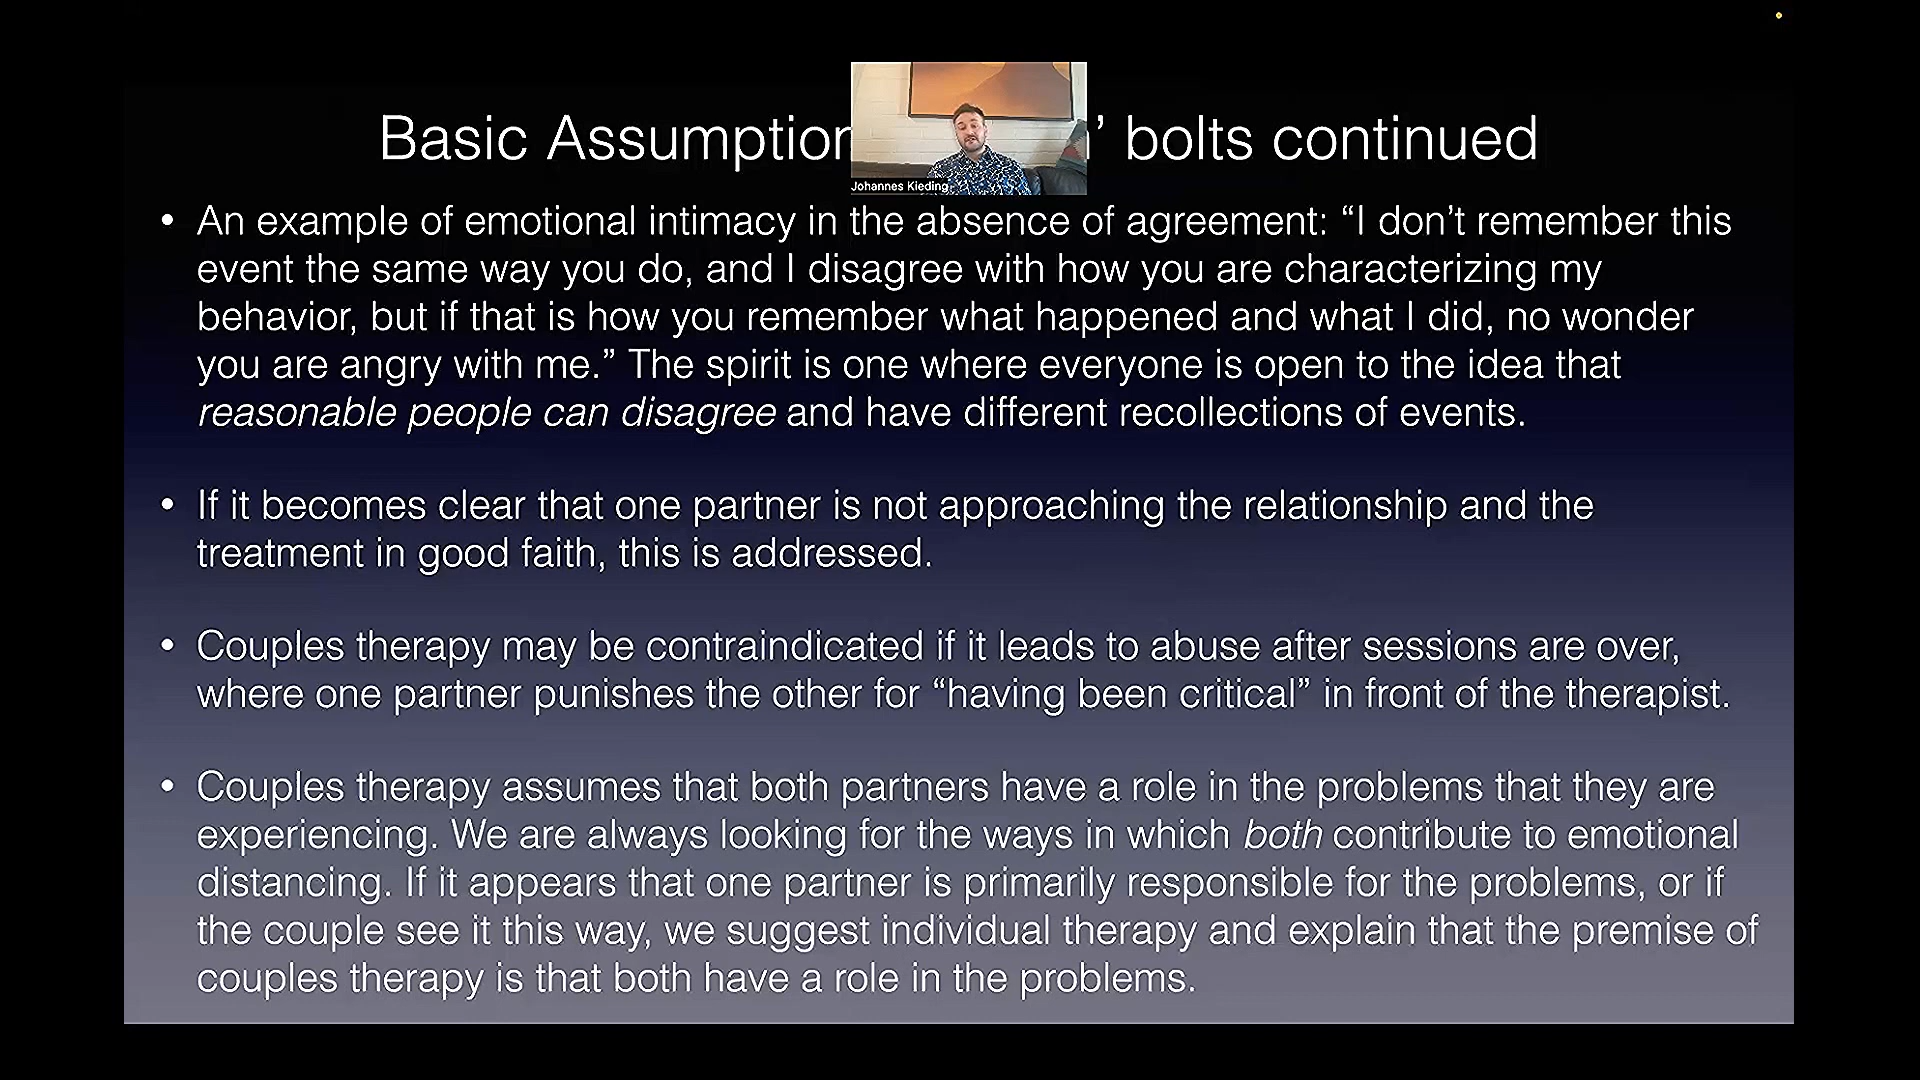 Basic Assumption ’ bolts continued
Johannes Kieding
• An example of emotional intimacy in the absence of agreement: “I don’t remember this
event the same way you do, and I disagree with how you are characterizing my
behavior, but if that is how you remember what happened and what I did, no wonder
you are angry with me.” The spirit is one where everyone is open to the idea that
reasonable people can disagree and have different recollections of events.
• If it becomes clear that one partner is not approaching the relationship and the
treatment in good faith, this is addressed.
• Couples therapy may be contraindicated if it leads to abuse after sessions are over,
where one partner punishes the other for “having been critical” in front of the therapist.
• Couples therapy assumes that both partners have a role in the problems that they are
experiencing. We are always looking for the ways in which both contribute to emotional
distancing. If it appears that one partner is primarily responsible for the problems, or if
the couple see it this way, we suggest individual therapy and explain that the premise of
couples therapy is that both have a role in the problems.